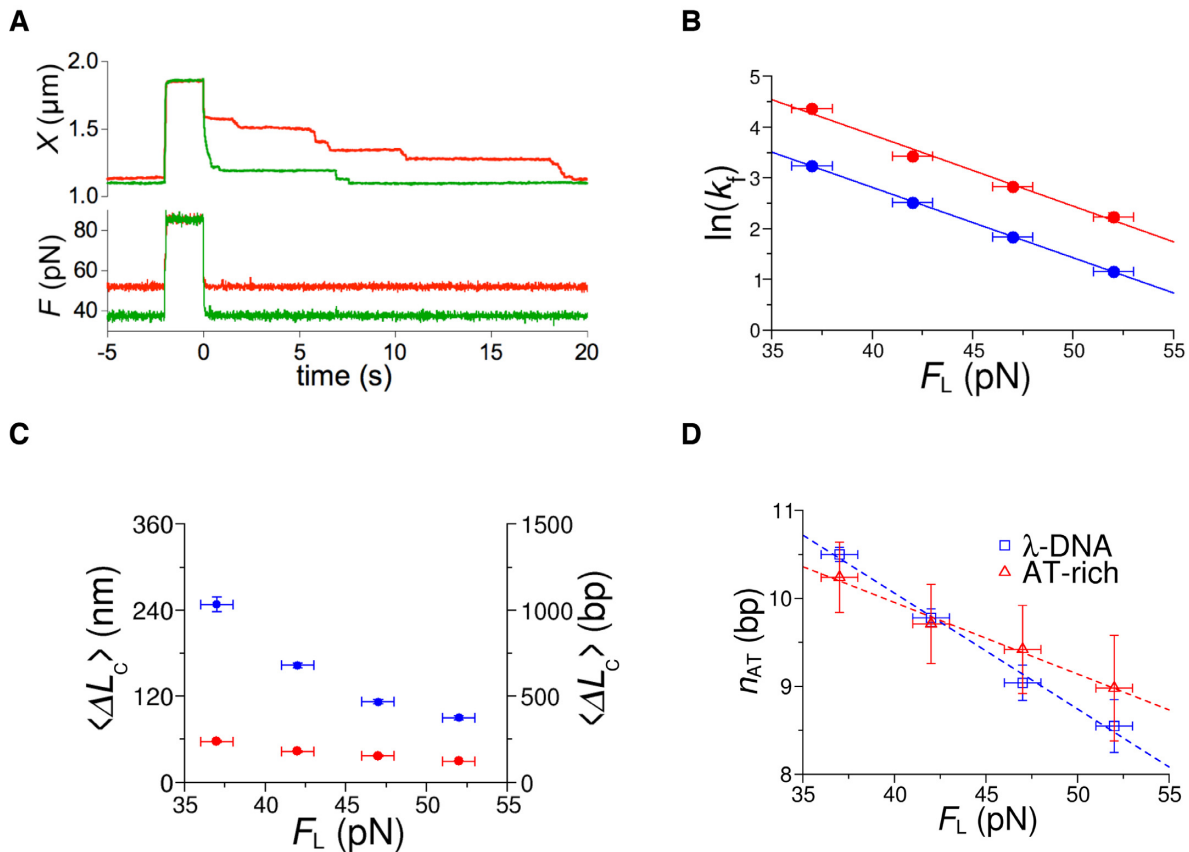 A
X (µm)
2.0
1.5
1.0
F (pN)
80
60
40
-5 0 5 10 15 20
time (s)
B
ln(kf)
5
4
3
2
1
0
35 40 45 50 55
FL (pN)
C
⟨ΔLC⟩ (nm)
360
240
120
0
1500
1000
500
0
⟨ΔLC⟩ (bp)
35 40 45 50 55
FL (pN)
D
nAT (bp)
11
10
9
8
λ-DNA
AT-rich
35 40 45 50 55
FL (pN)